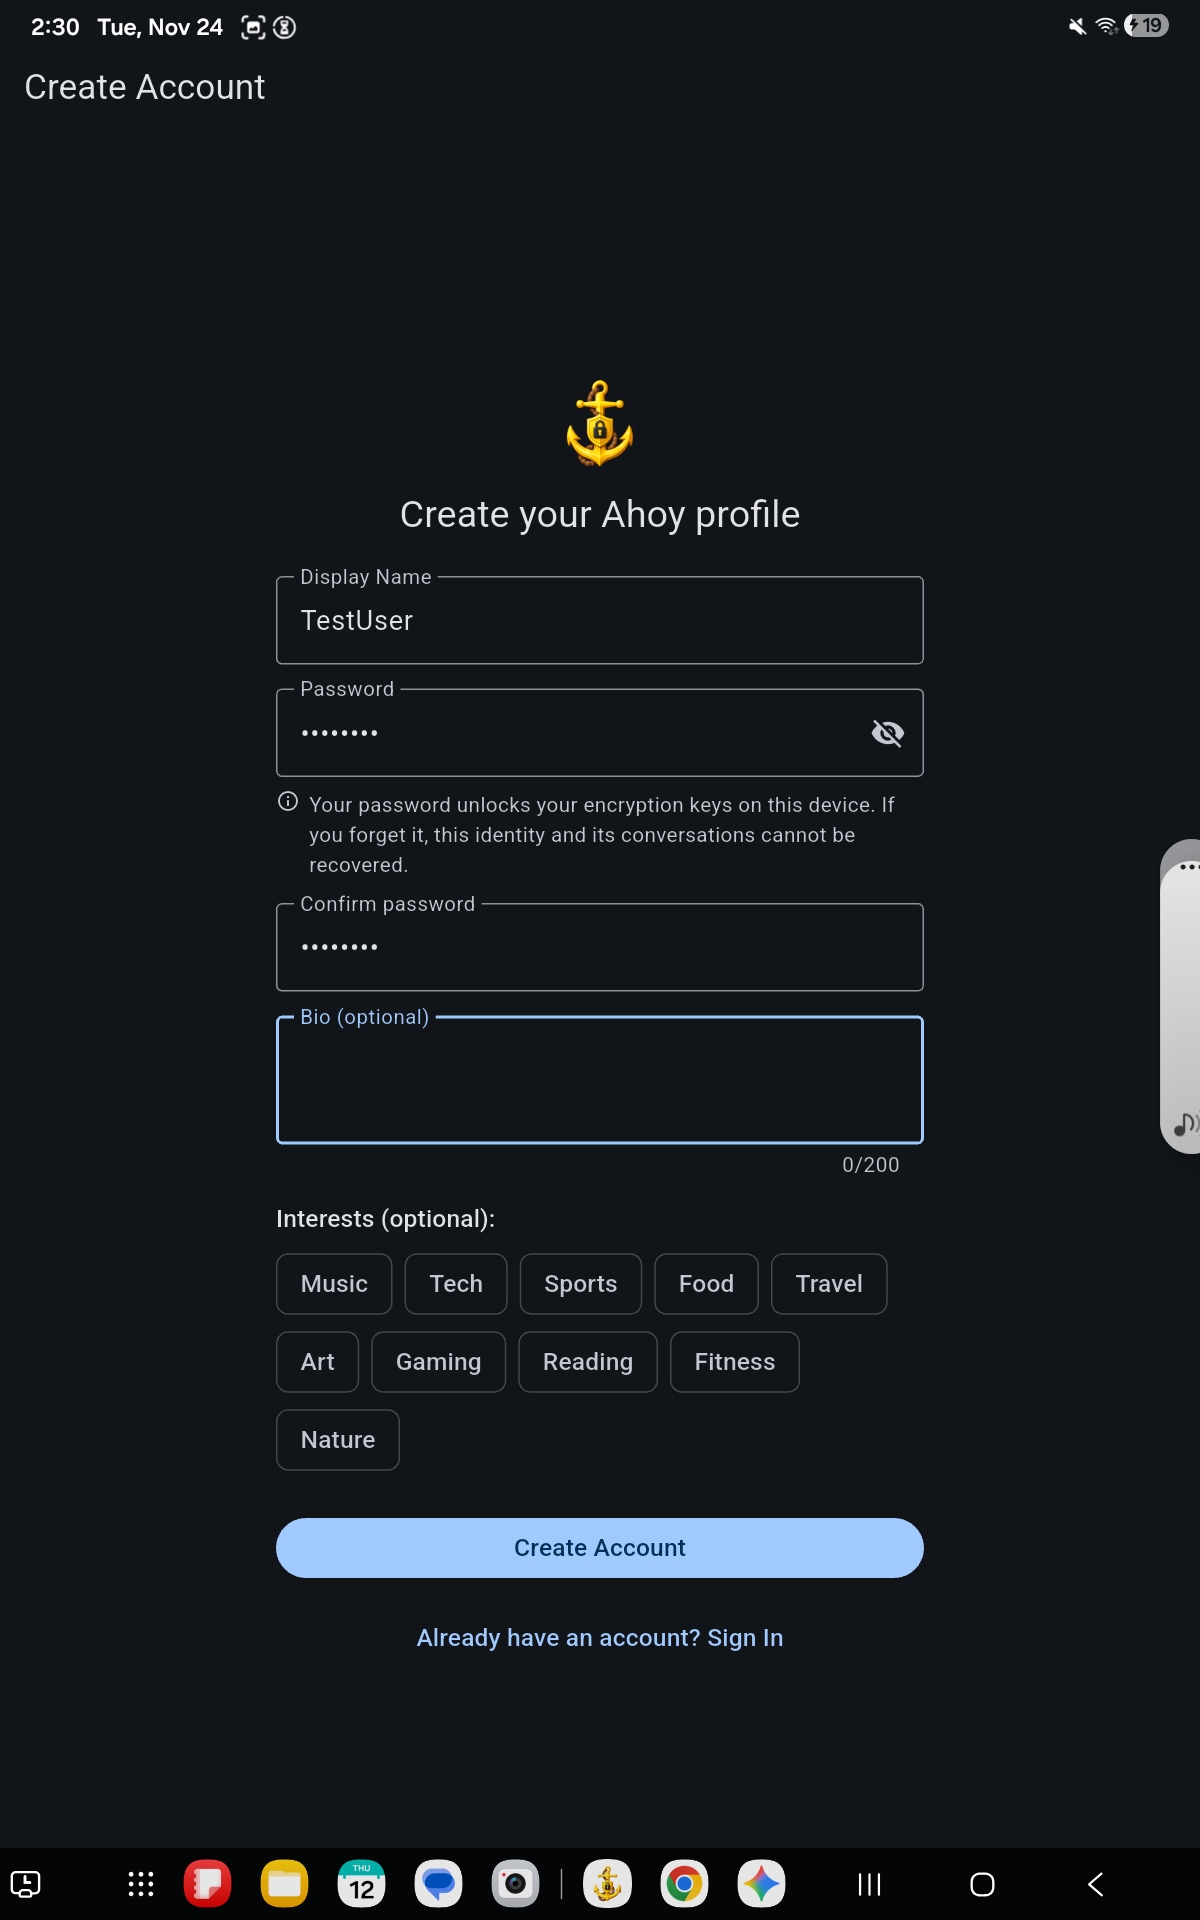 2:30 Tue, Nov 24
19
Create Account
Create your Ahoy profile
Display Name
TestUser
Password
••••••••
Your password unlocks your encryption keys on this device. If
you forget it, this identity and its conversations cannot be
recovered.
Confirm password
••••••••
Bio (optional)
0/200
Interests (optional):
Music Tech Sports Food Travel
Art Gaming Reading Fitness
Nature
Create Account
Already have an account? Sign In
THU
12